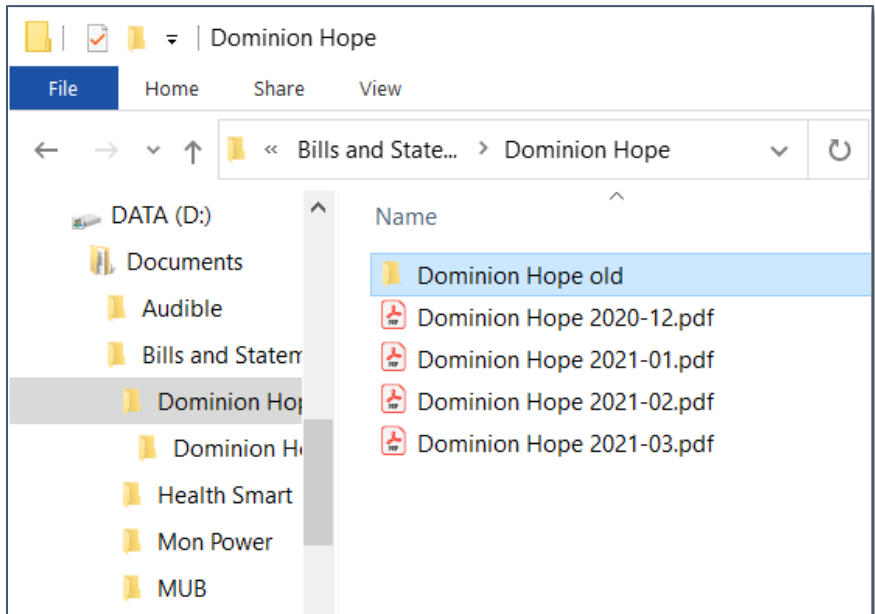 Dominion Hope
File Home Share View
« Bills and State... > Dominion Hope
DATA (D:)
Documents
Audible
Bills and Statem
Dominion Hop
Dominion H
Health Smart
Mon Power
MUB
Name
Dominion Hope old
Dominion Hope 2020-12.pdf
Dominion Hope 2021-01.pdf
Dominion Hope 2021-02.pdf
Dominion Hope 2021-03.pdf